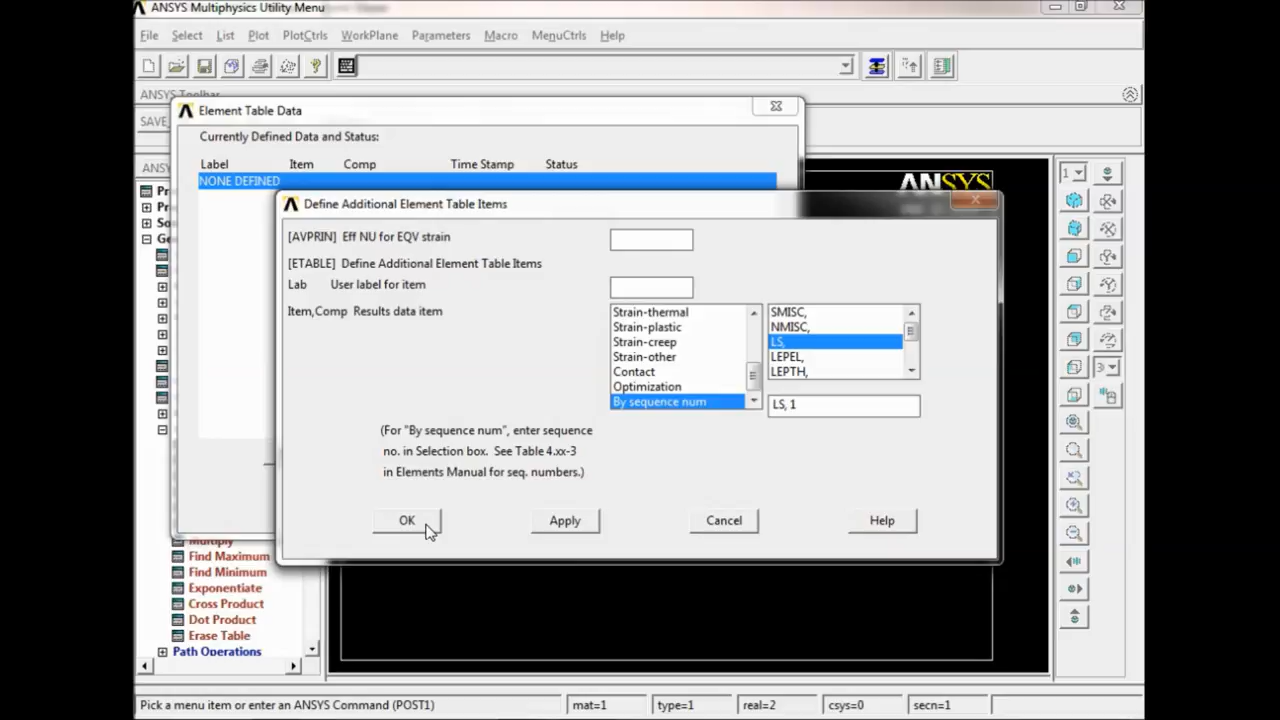 ANSYS Multiphysics Utility Menu
File Select List Plot PlotCtrls WorkPlane Parameters Macro MenuCtrls Help
ANSYS Toolbar
SAVE_
Element Table Data
Currently Defined Data and Status:
Label Item Comp Time Stamp Status
NONE DEFINED
ANSYS
1
Define Additional Element Table Items
[AVPRIN] Eff NU for EQV strain
[ETABLE] Define Additional Element Table Items
Lab User label for item
Item,Comp Results data item
Strain-thermal
Strain-plastic
Strain-creep
Strain-other
Contact
Optimization
By sequence num
SMISC,
NMISC,
LS,
LEPEL,
LEPTH,
LS, 1
(For "By sequence num", enter sequence
no. in Selection box. See Table 4.xx-3
in Elements Manual for seq. numbers.)
OK Apply Cancel Help
3
Multiply
Find Maximum
Find Minimum
Exponentiate
Cross Product
Dot Product
Erase Table
Path Operations
Pick a menu item or enter an ANSYS Command (POST1) mat=1 type=1 real=2 csys=0 secn=1